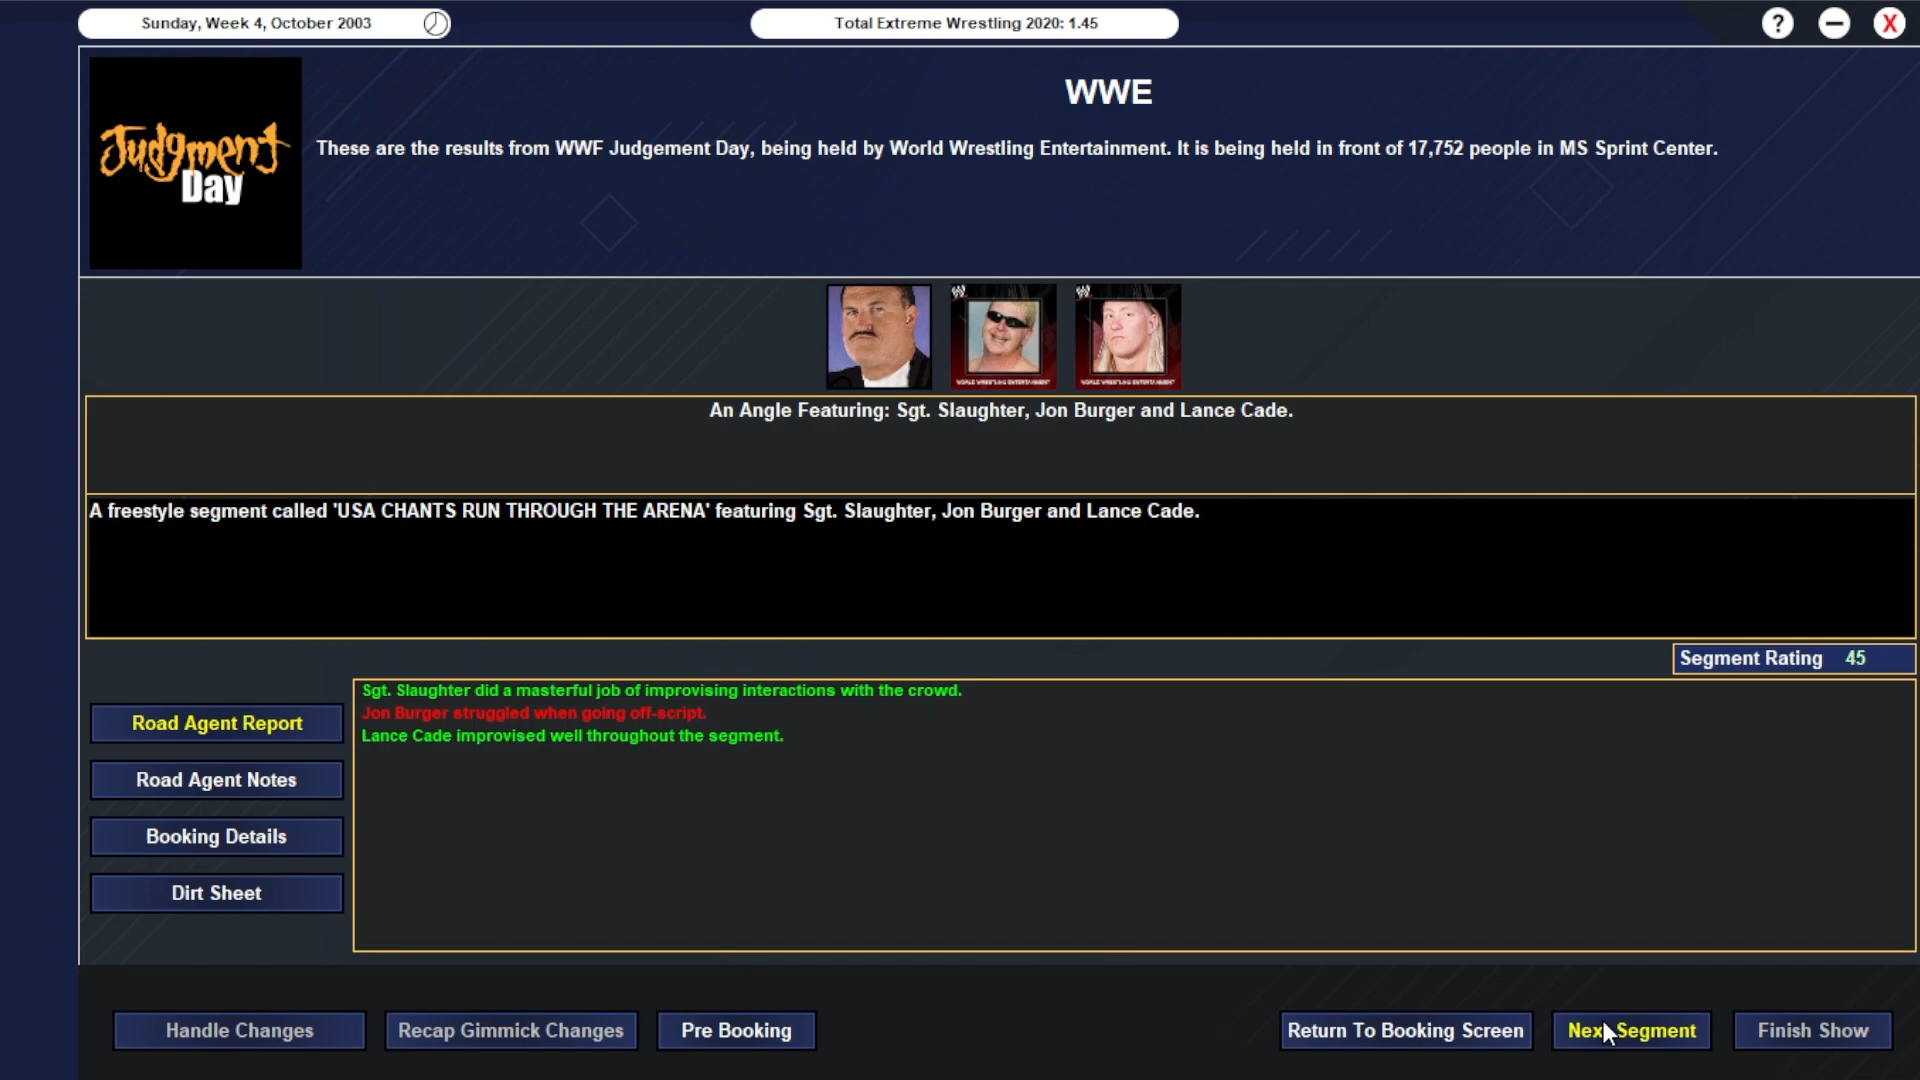 Sunday, Week 4, October 2003
Total Extreme Wrestling 2020: 1.45
?
X
Judgment
Day
WWE
These are the results from WWF Judgement Day, being held by World Wrestling Entertainment. It is being held in front of 17,752 people in MS Sprint Center.
WORLD WRESTLING ENTERTAINMENT
WORLD WRESTLING ENTERTAINMENT
An Angle Featuring: Sgt. Slaughter, Jon Burger and Lance Cade.
A freestyle segment called 'USA CHANTS RUN THROUGH THE ARENA' featuring Sgt. Slaughter, Jon Burger and Lance Cade.
Segment Rating 45
Sgt. Slaughter did a masterful job of improvising interactions with the crowd.
Jon Burger struggled when going off-script.
Lance Cade improvised well throughout the segment.
Road Agent Report
Road Agent Notes
Booking Details
Dirt Sheet
Handle Changes
Recap Gimmick Changes
Pre Booking
Return To Booking Screen
Next Segment
Finish Show